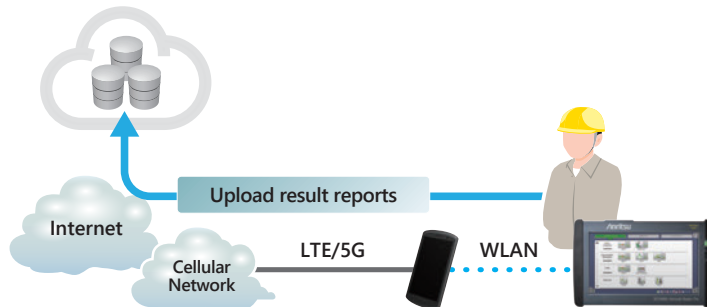 Upload result reports
Internet
LTE/5G
WLAN
Cellular
Network
Anritsu